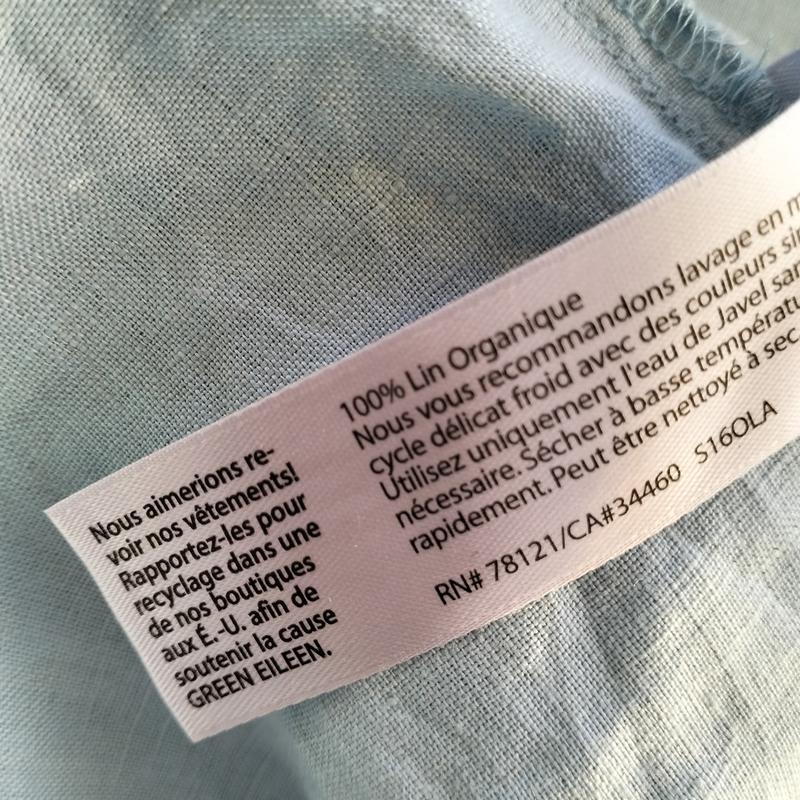 Nous aimerions re-
voir nos vêtements!
Rapportez-les pour
recyclage dans une
de nos boutiques
aux É.-U. afin de
soutenir la cause
GREEN EILEEN.
100% Lin Organique
Nous vous recommandons lavage en
cycle délicat froid avec des couleurs
Utilisez uniquement l'eau de Javel
nécessaire. Sécher à basse
rapidement. Peut être nettoyé à sec.
RN# 78121/CA#34460 S16OLA